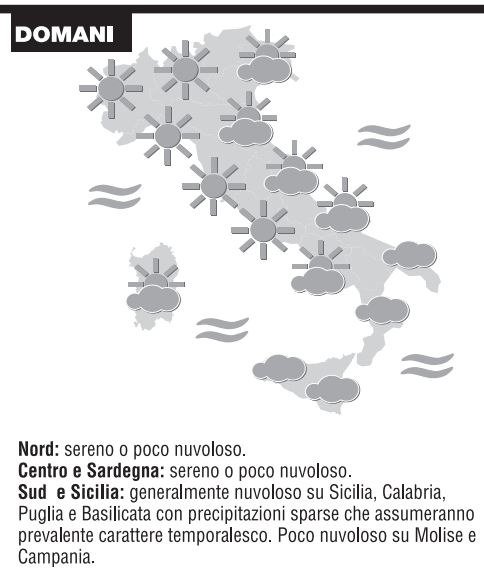 DOMANI
Nord: sereno o poco nuvoloso.
Centro e Sardegna: sereno o poco nuvoloso.
Sud e Sicilia: generalmente nuvoloso su Sicilia, Calabria,
Puglia e Basilicata con precipitazioni sparse che assumeranno
prevalente carattere temporalesco. Poco nuvoloso su Molise e
Campania.